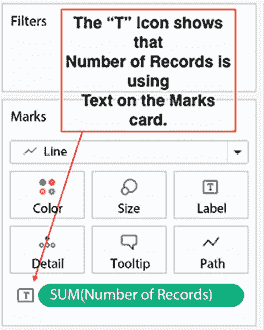 Filters
The “T” Icon shows
that
Number of Records is
using
Text on the Marks
card.
Marks
Line
Color Size Label
Detail Tooltip Path
T SUM(Number of Records)